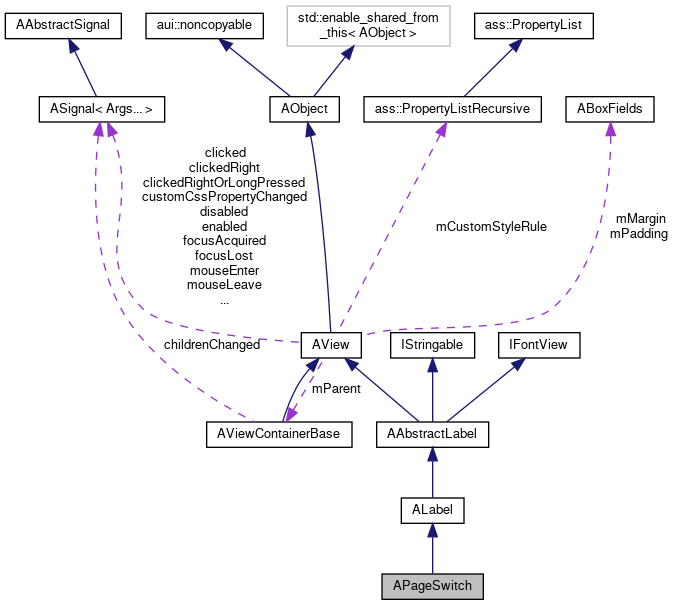 AAbstractSignal
aui::noncopyable
std::enable_shared_from
_this< AObject >
ass::PropertyList
ASignal< Args... >
AObject
ass::PropertyListRecursive
ABoxFields
clicked
clickedRight
clickedRightOrLongPressed
customCssPropertyChanged
disabled
enabled
focusAcquired
focusLost
mouseEnter
mouseLeave
...
mCustomStyleRule
mMargin
mPadding
childrenChanged
AView
IStringable
IFontView
mParent
AViewContainerBase
AAbstractLabel
ALabel
APageSwitch